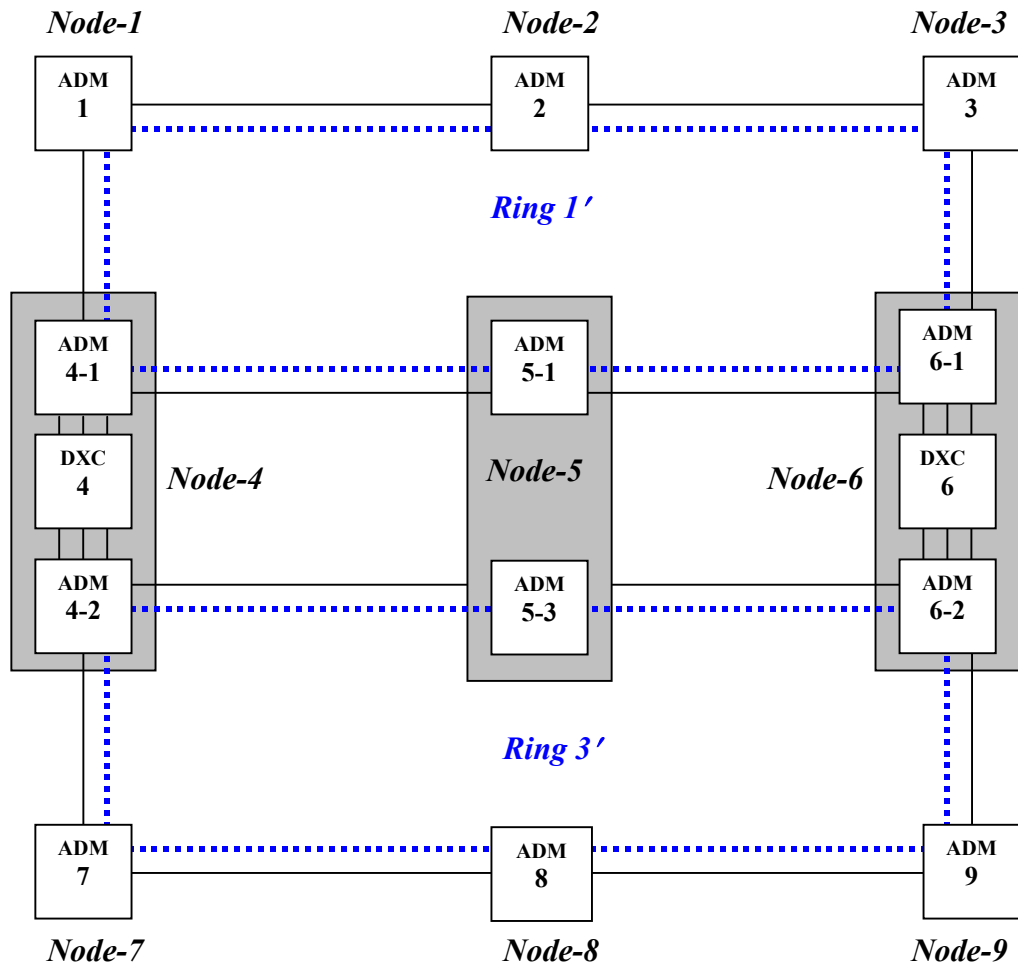 Node-1
Node-2
Node-3
ADM
1
ADM
2
ADM
3
Ring 1′
ADM
4-1
ADM
5-1
ADM
6-1
DXC
4
Node-4
Node-5
Node-6
DXC
6
ADM
4-2
ADM
5-3
ADM
6-2
Ring 3′
ADM
7
ADM
8
ADM
9
Node-7
Node-8
Node-9